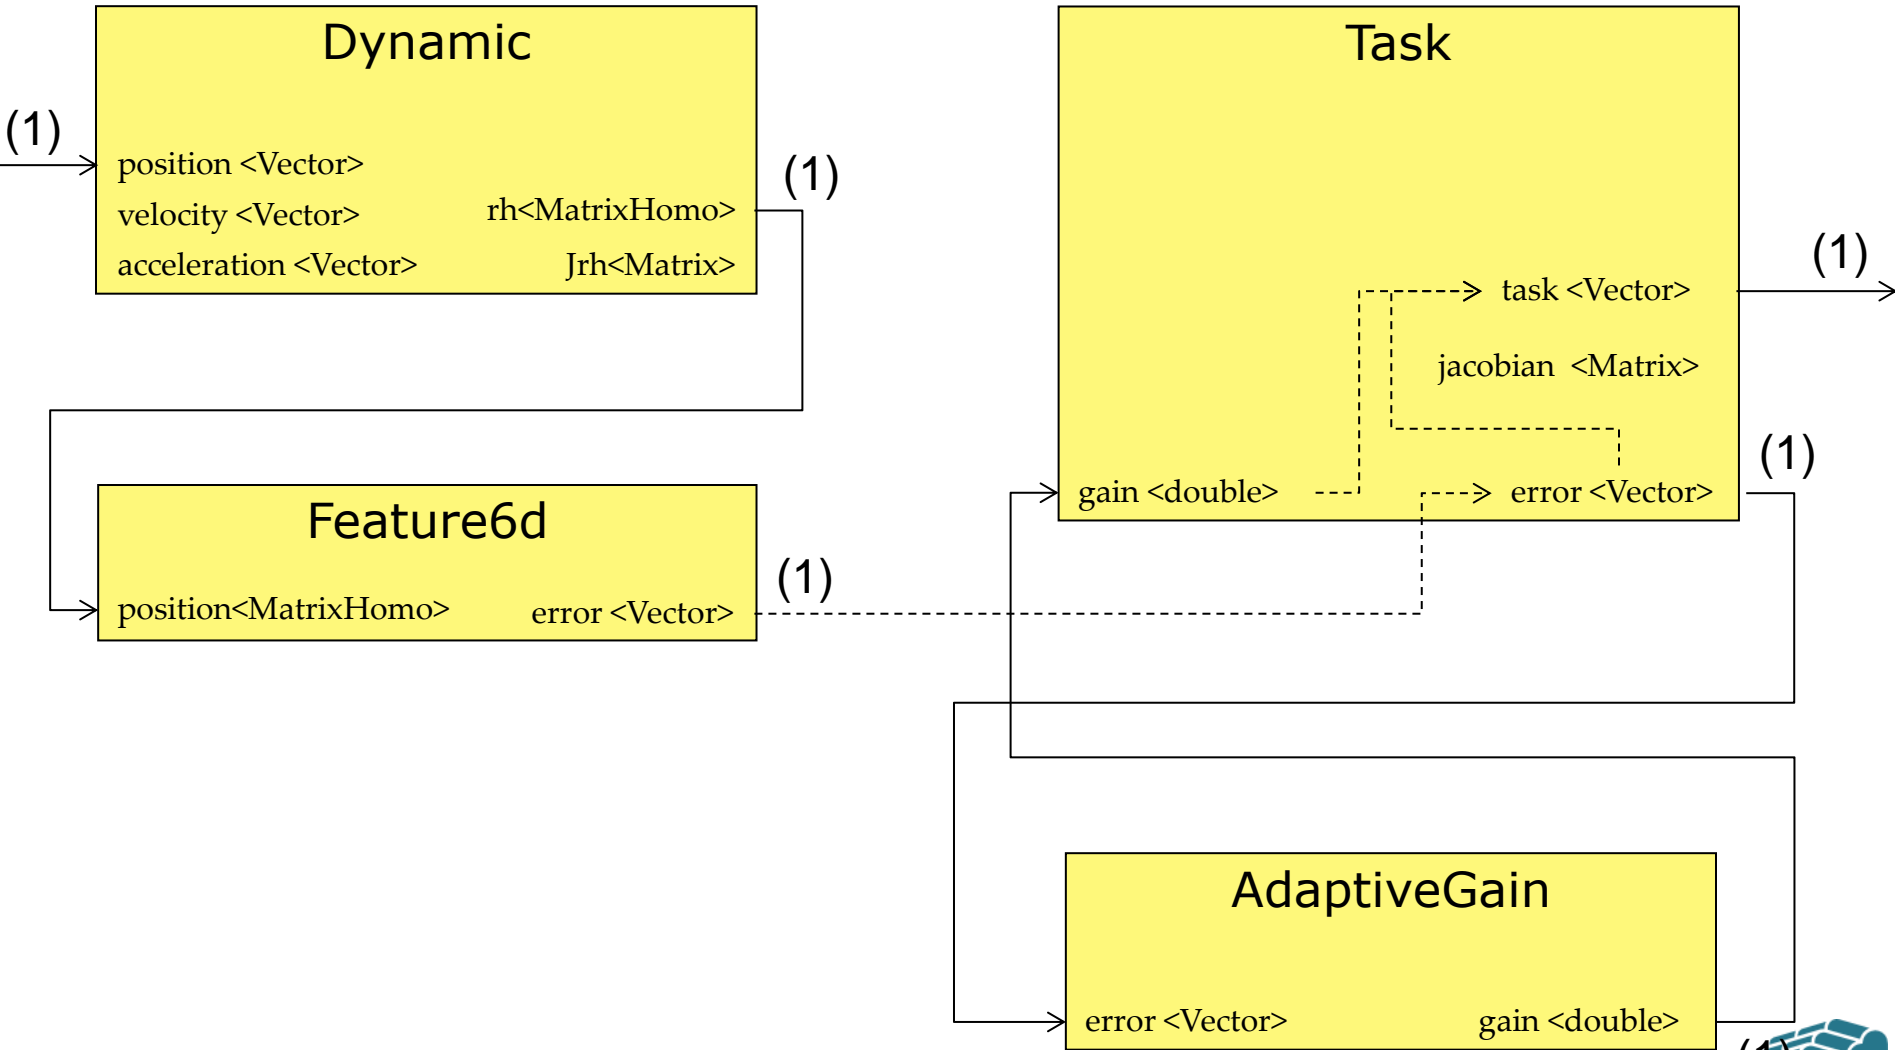 Dynamic
(1)
position <Vector>
velocity <Vector>
acceleration <Vector>
rh<MatrixHomo>
Jrh<Matrix>
(1)
Task
task <Vector>
(1)
jacobian <Matrix>
gain <double>
error <Vector>
(1)
Feature6d
position<MatrixHomo>
error <Vector>
(1)
AdaptiveGain
error <Vector>
gain <double>
(1)